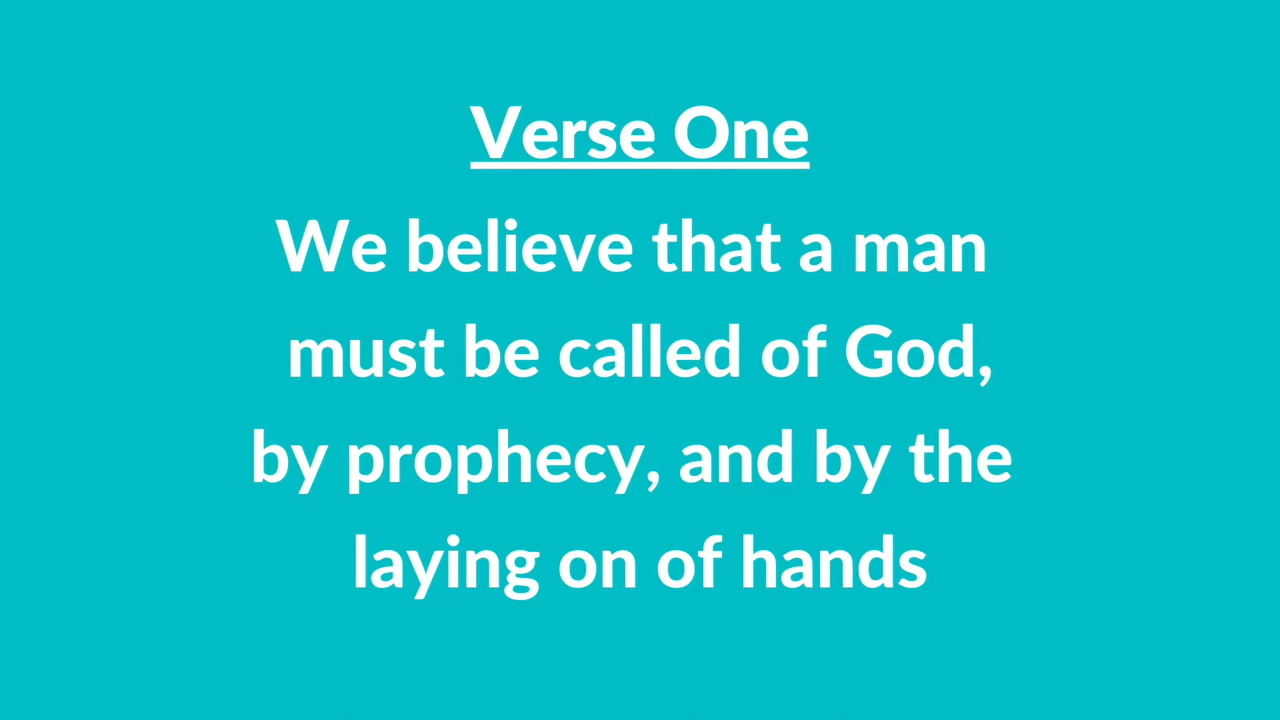 Verse One
We believe that a man
must be called of God,
by prophecy, and by the
laying on of hands